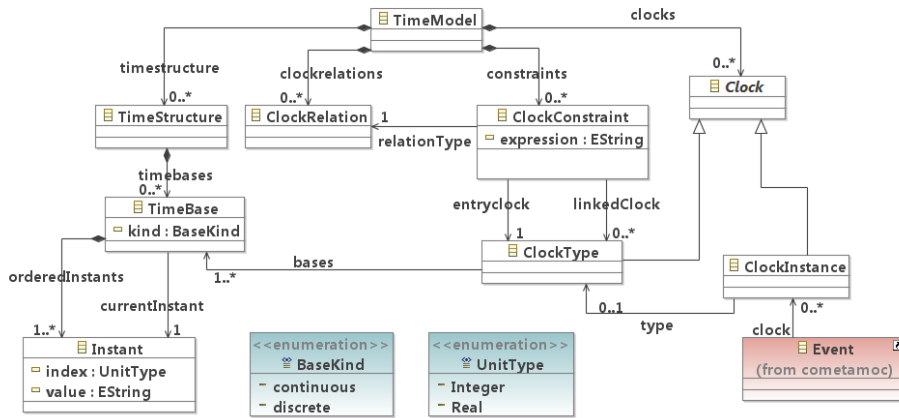 TimeModel
clocks
timestructure
clockrelations
constraints
0..*
0..*
0..*
0..*
Clock
TimeStructure
ClockRelation
1
relationType
ClockConstraint
expression : EString
timebases
0..*
TimeBase
kind : BaseKind
entryclock
linkedClock
1
0..*
bases
1..*
ClockType
ClockInstance
orderedInstants
currentInstant
0..1
type
0..*
clock
1..*
1
Instant
index : UnitType
value : EString
<<enumeration>>
BaseKind
continuous
discrete
<<enumeration>>
UnitType
Integer
Real
Event
(from cometamoc)